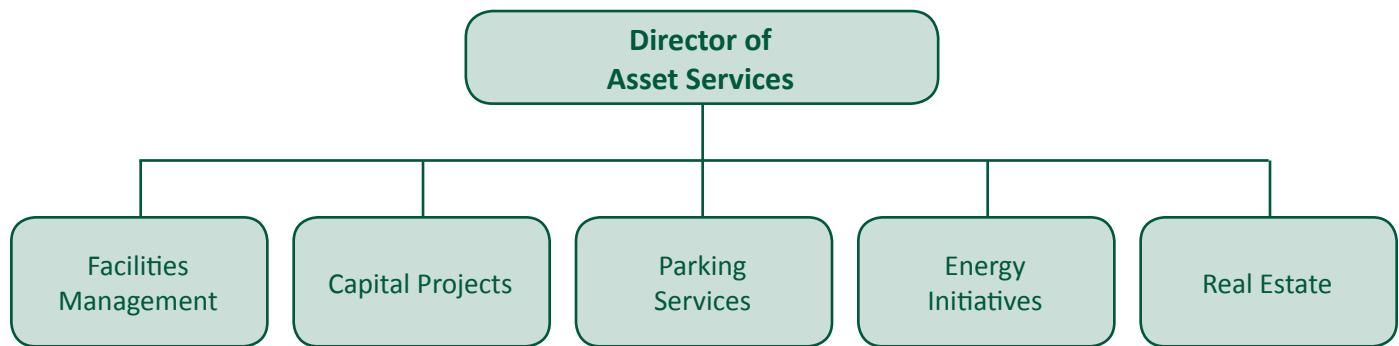 Director of
Asset Services
Facilities
Management
Capital Projects
Parking
Services
Energy
Initiatives
Real Estate